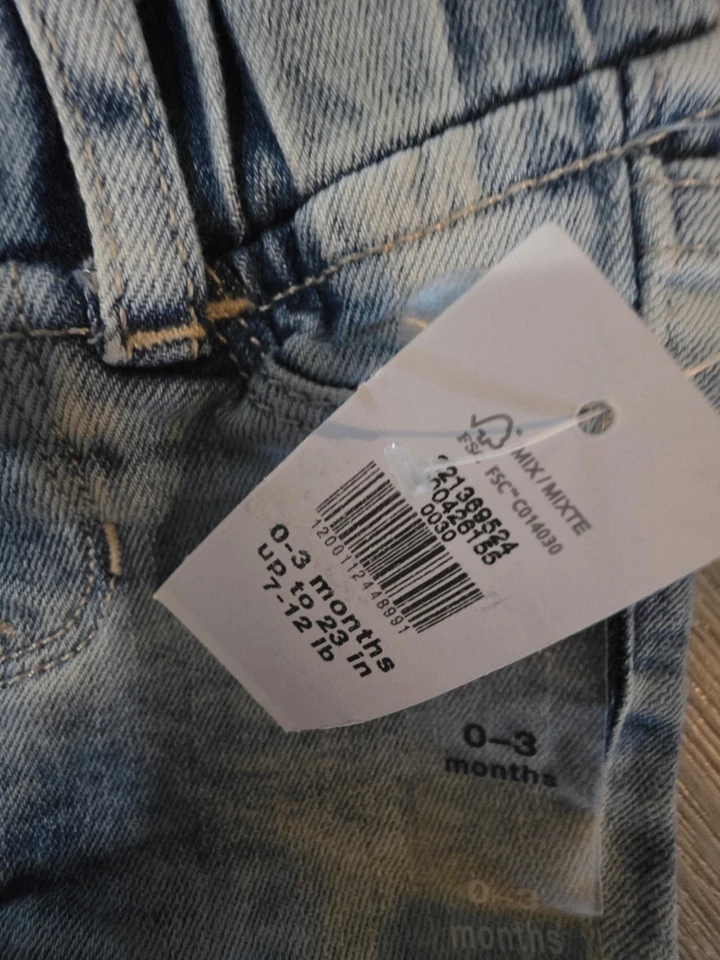 FSC
MIX/MIXTE
FSC™ C014030
0030
1200112448991
0-3 months
up to 23 in
7-12 lb
0–3
months
0–3
months